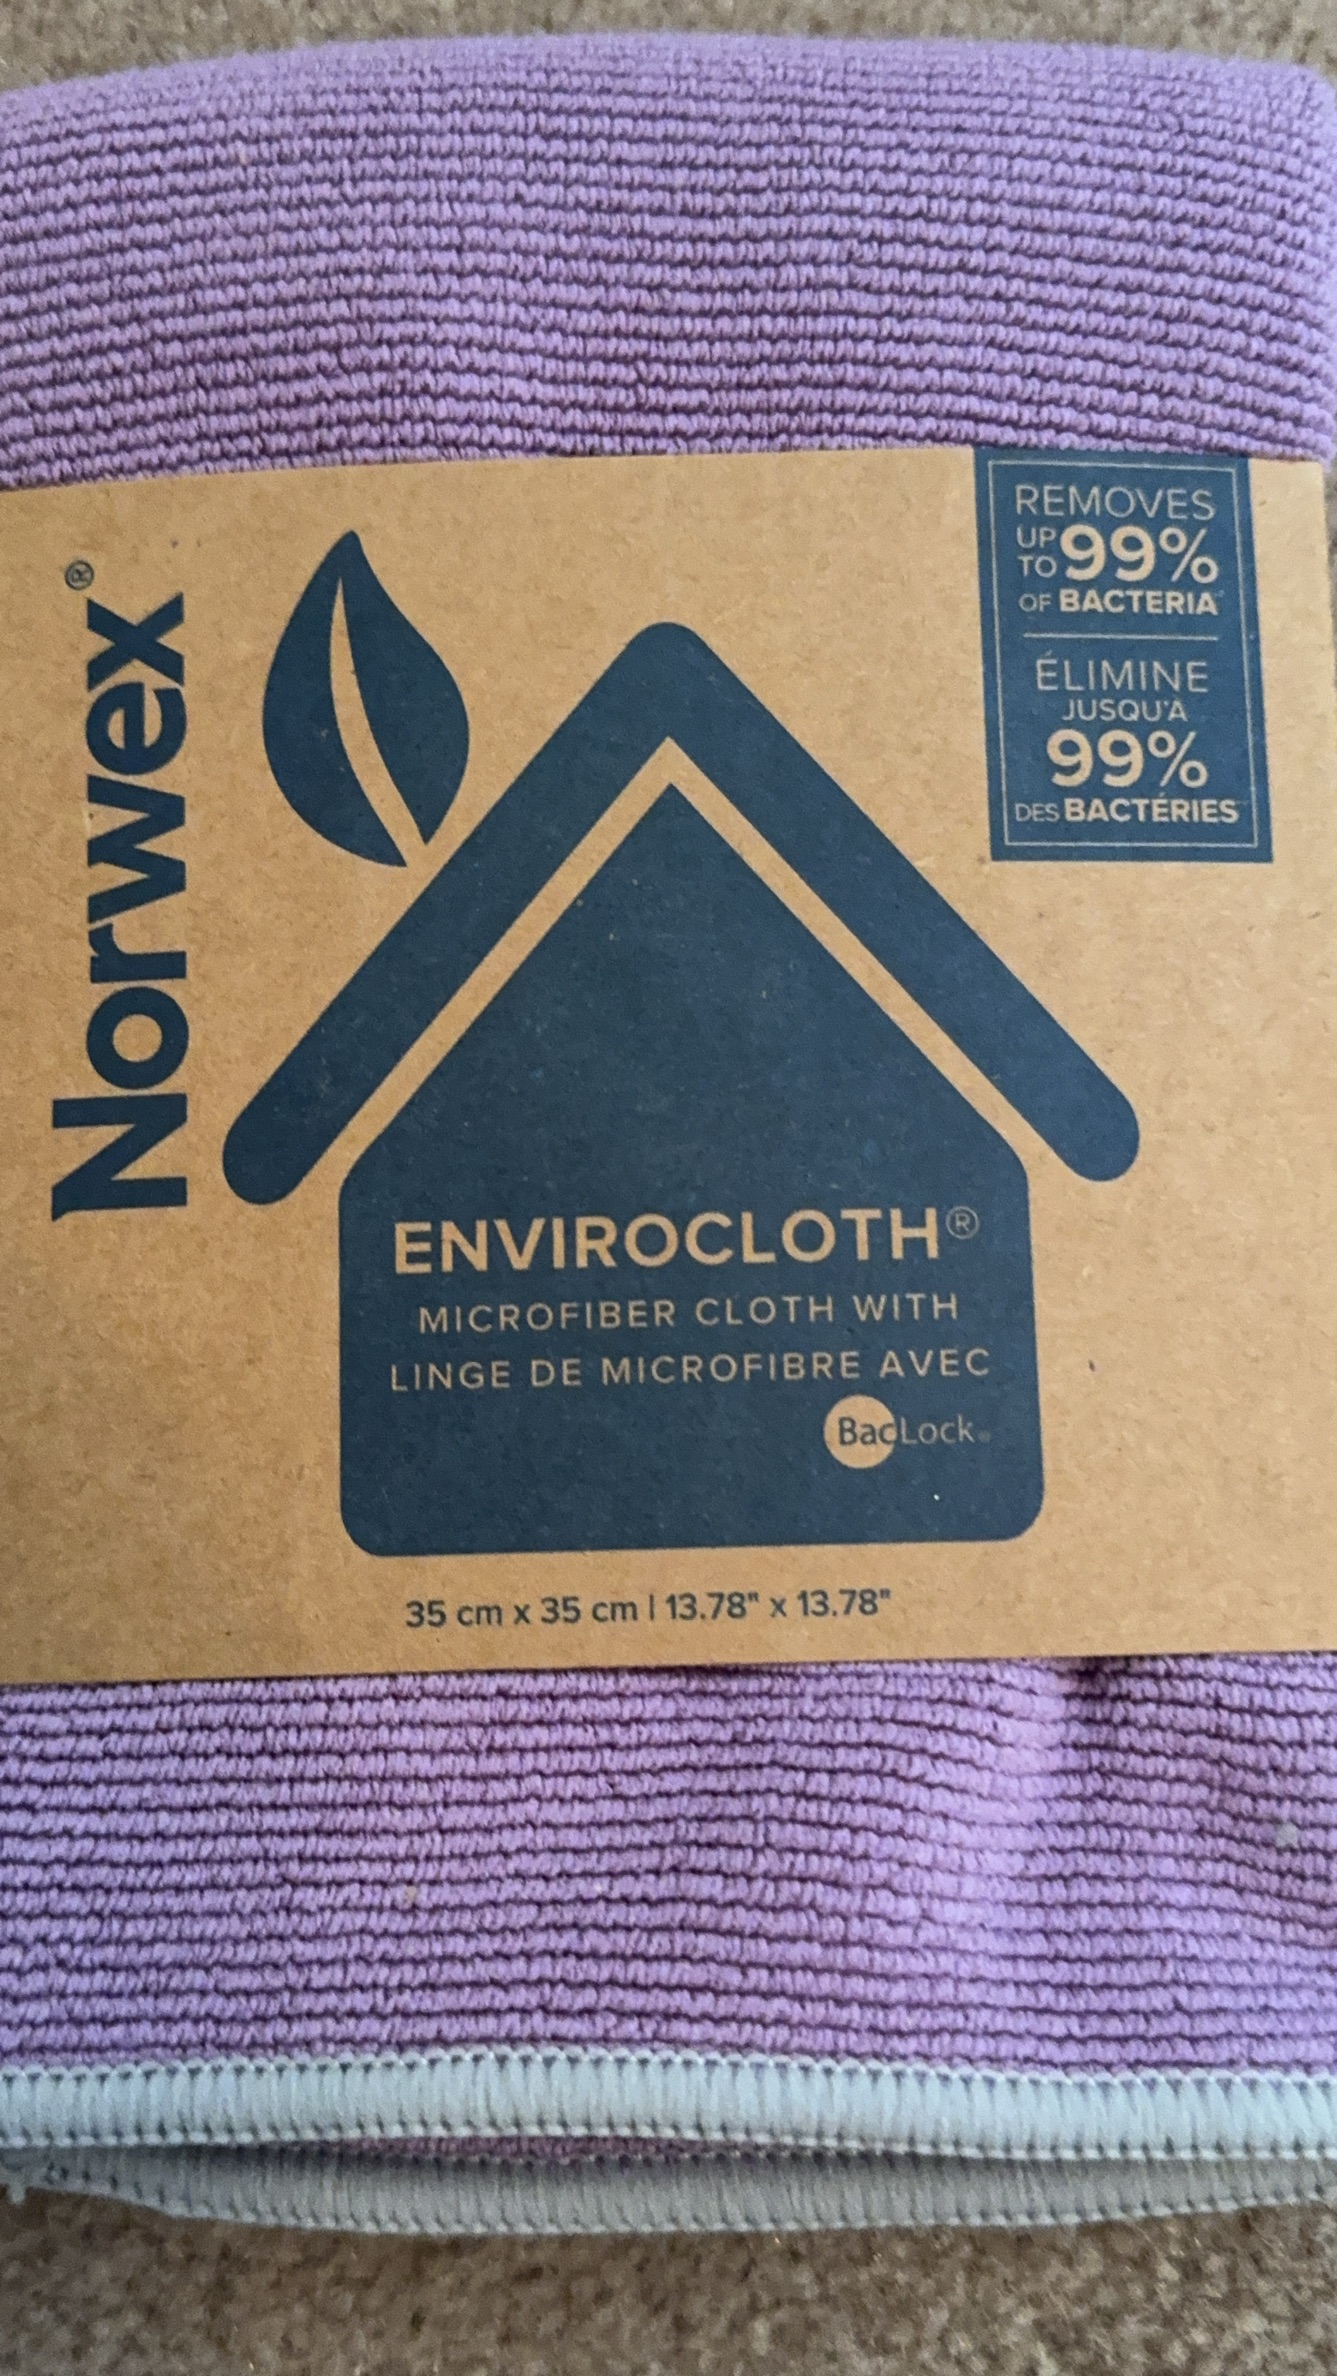 Norwex®
REMOVES
UP TO 99%
OF BACTERIA
ÉLIMINE
JUSQU'À
99%
DES BACTÉRIES
ENVIROCLOTH®
MICROFIBER CLOTH WITH
LINGE DE MICROFIBRE AVEC
BacLock
35 cm x 35 cm | 13.78" x 13.78"